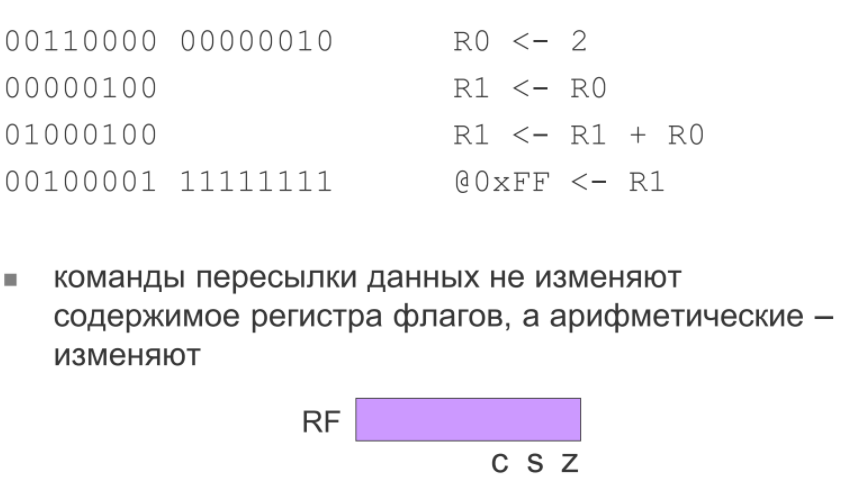 00110000 00000010 R0 <- 2
00000100 R1 <- R0
01000100 R1 <- R1 + R0
00100001 11111111 @0xFF <- R1
команды пересылки данных не изменяют
содержимое регистра флагов, а арифметические –
изменяют
RF
C S Z